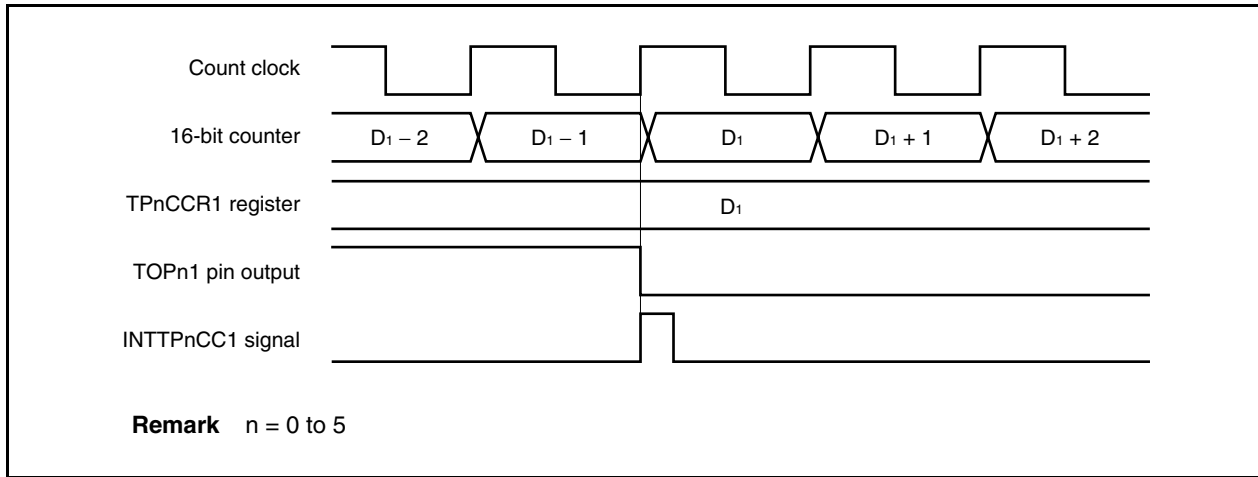 Count clock
16-bit counter
D₁ − 2
D₁ − 1
D₁
D₁ + 1
D₁ + 2
TPnCCR1 register
D₁
TOPn1 pin output
INTTPnCC1 signal
Remark n = 0 to 5